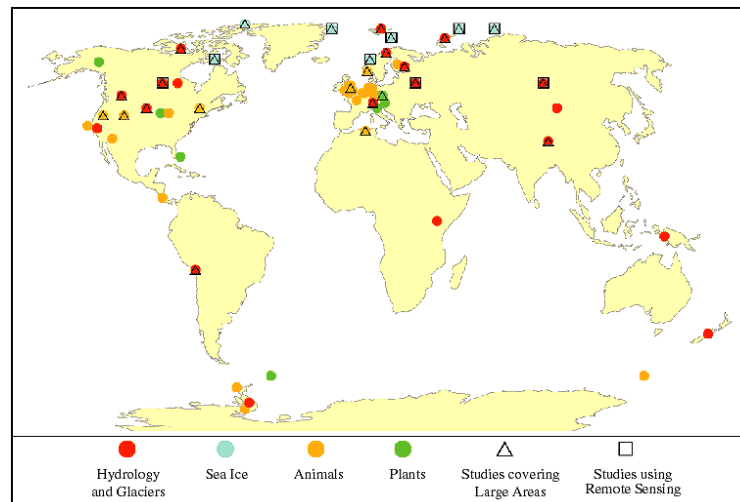 Hydrology
and Glaciers
Sea Ice
Animals
Plants
Studies covering
Large Areas
Studies using
Remote Sensing